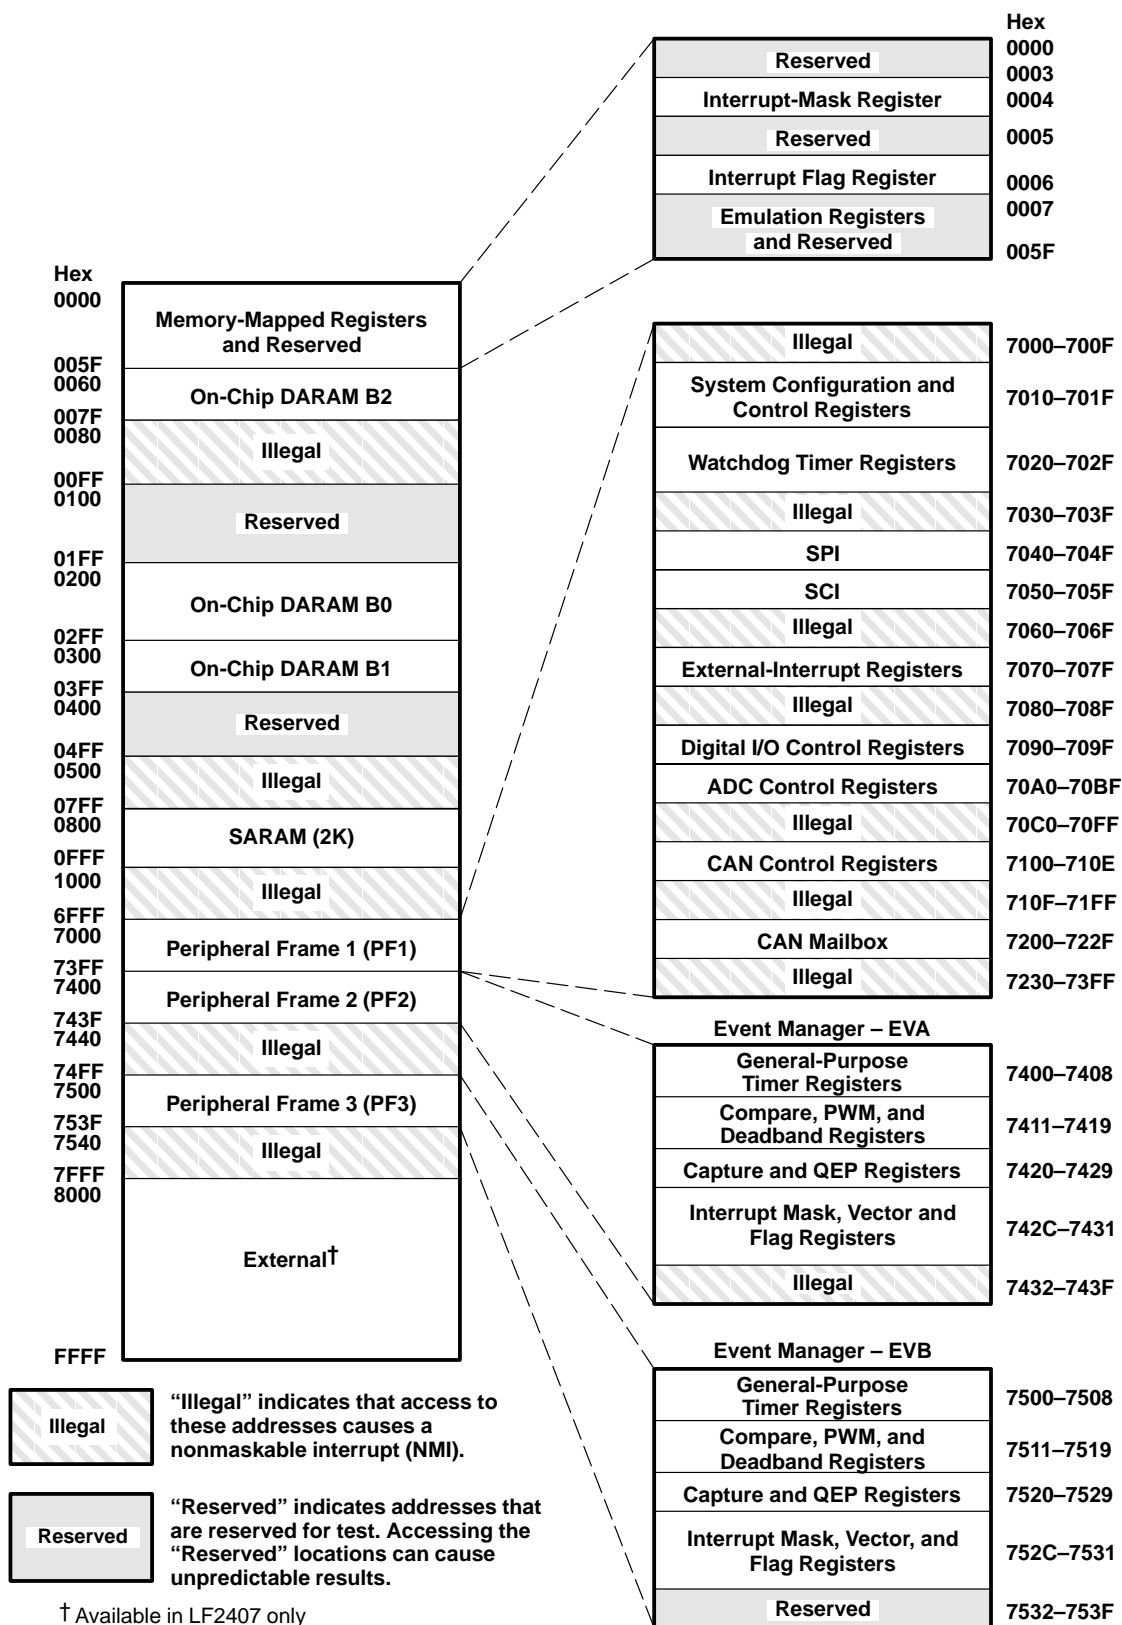 Hex
0000
Memory-Mapped Registers
and Reserved
005F
0060
On-Chip DARAM B2
007F
0080
Illegal
00FF
0100
Reserved
01FF
0200
On-Chip DARAM B0
02FF
0300
On-Chip DARAM B1
03FF
0400
Reserved
04FF
0500
Illegal
07FF
0800
SARAM (2K)
0FFF
1000
Illegal
6FFF
7000
Peripheral Frame 1 (PF1)
73FF
7400
Peripheral Frame 2 (PF2)
743F
7440
Illegal
74FF
7500
Peripheral Frame 3 (PF3)
753F
7540
Illegal
7FFF
8000
External†
FFFF
Hex
0000
Reserved
0003
Interrupt-Mask Register 0004
Reserved 0005
Interrupt Flag Register 0006
0007
Emulation Registers
and Reserved
005F
Illegal 7000–700F
System Configuration and
Control Registers 7010–701F
Watchdog Timer Registers 7020–702F
Illegal 7030–703F
SPI 7040–704F
SCI 7050–705F
Illegal 7060–706F
External-Interrupt Registers 7070–707F
Illegal 7080–708F
Digital I/O Control Registers 7090–709F
ADC Control Registers 70A0–70BF
Illegal 70C0–70FF
CAN Control Registers 7100–710E
Illegal 710F–71FF
CAN Mailbox 7200–722F
Illegal 7230–73FF
Event Manager – EVA
General-Purpose
Timer Registers 7400–7408
Compare, PWM, and
Deadband Registers 7411–7419
Capture and QEP Registers 7420–7429
Interrupt Mask, Vector and
Flag Registers 742C–7431
Illegal 7432–743F
Event Manager – EVB
General-Purpose
Timer Registers 7500–7508
Compare, PWM, and
Deadband Registers 7511–7519
Capture and QEP Registers 7520–7529
Interrupt Mask, Vector, and
Flag Registers 752C–7531
Reserved 7532–753F
Illegal
“Illegal” indicates that access to
these addresses causes a
nonmaskable interrupt (NMI).
Reserved
“Reserved” indicates addresses that
are reserved for test. Accessing the
“Reserved” locations can cause
unpredictable results.
† Available in LF2407 only